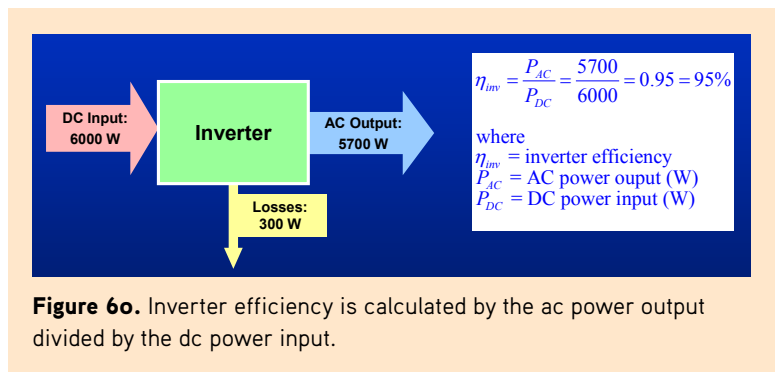 DC Input:
6000 W
Inverter
AC Output:
5700 W
Losses:
300 W
η_inv = P_AC / P_DC = 5700 / 6000 = 0.95 = 95%
where
η_inv = inverter efficiency
P_AC = AC power ouput (W)
P_DC = DC power input (W)
Figure 6o. Inverter efficiency is calculated by the ac power output
divided by the dc power input.